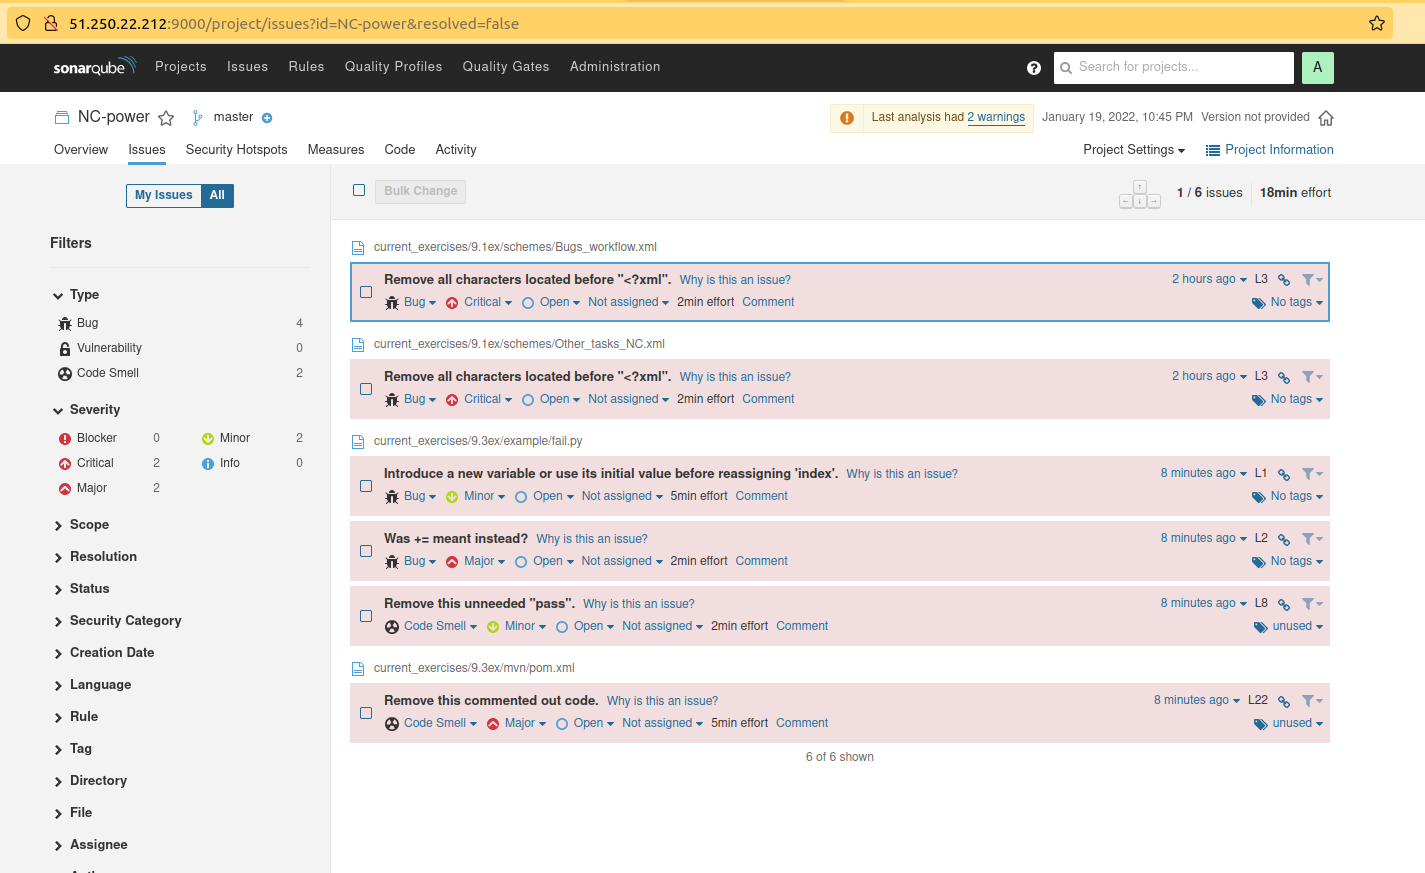 51.250.22.212:9000/project/issues?id=NC-power&resolved=false
sonarqube Projects Issues Rules Quality Profiles Quality Gates Administration ? Search for projects... A
NC-power master Last analysis had 2 warnings January 19, 2022, 10:45 PM Version not provided
Overview Issues Security Hotspots Measures Code Activity Project Settings Project Information
My Issues All
Bulk Change 1 / 6 issues 18min effort
Filters
Type
Bug 4
Vulnerability 0
Code Smell 2
Severity
Blocker 0 Minor 2
Critical 2 Info 0
Major 2
Scope
Resolution
Status
Security Category
Creation Date
Language
Rule
Tag
Directory
File
Assignee
current_exercises/9.1ex/schemes/Bugs_workflow.xml
Remove all characters located before "<?xml". Why is this an issue? 2 hours ago L3
Bug Critical Open Not assigned 2min effort Comment No tags
current_exercises/9.1ex/schemes/Other_tasks_NC.xml
Remove all characters located before "<?xml". Why is this an issue? 2 hours ago L3
Bug Critical Open Not assigned 2min effort Comment No tags
current_exercises/9.3ex/example/fail.py
Introduce a new variable or use its initial value before reassigning 'index'. Why is this an issue? 8 minutes ago L1
Bug Minor Open Not assigned 5min effort Comment No tags
Was += meant instead? Why is this an issue? 8 minutes ago L2
Bug Major Open Not assigned 2min effort Comment No tags
Remove this unneeded "pass". Why is this an issue? 8 minutes ago L8
Code Smell Minor Open Not assigned 2min effort Comment unused
current_exercises/9.3ex/mvn/pom.xml
Remove this commented out code. Why is this an issue? 8 minutes ago L22
Code Smell Major Open Not assigned 5min effort Comment unused
6 of 6 shown